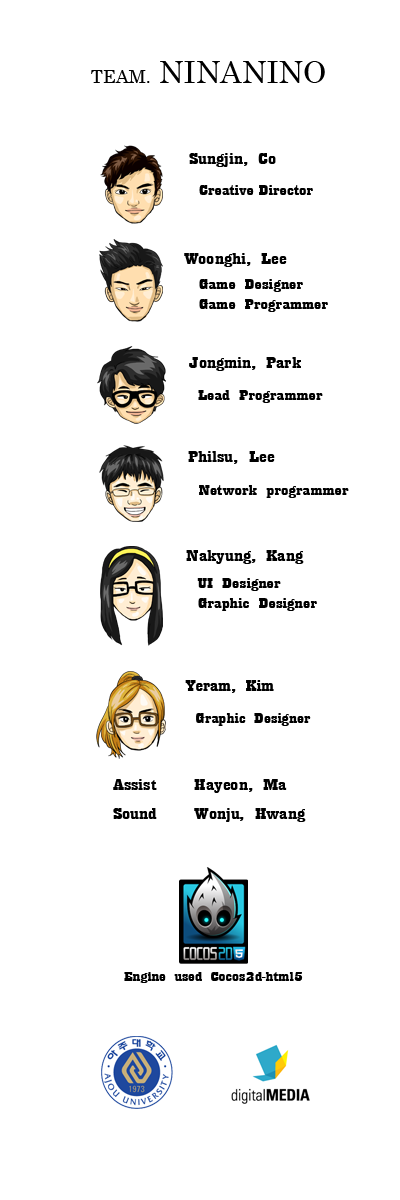 TEAM. NINANINO
Sungjin, Co
Creative Director
Woonghi, Lee
Game Designer
Game Programmer
Jongmin, Park
Lead Programmer
Philsu, Lee
Network programmer
Nakyung, Kang
UI Designer
Graphic Designer
Yeram, Kim
Graphic Designer
Assist Hayeon, Ma
Sound Wonju, Hwang
COCOS2D 5
Engine used Cocos2d-html5
아주대학교
1973
AJOU UNIVERSITY
digitalMEDIA